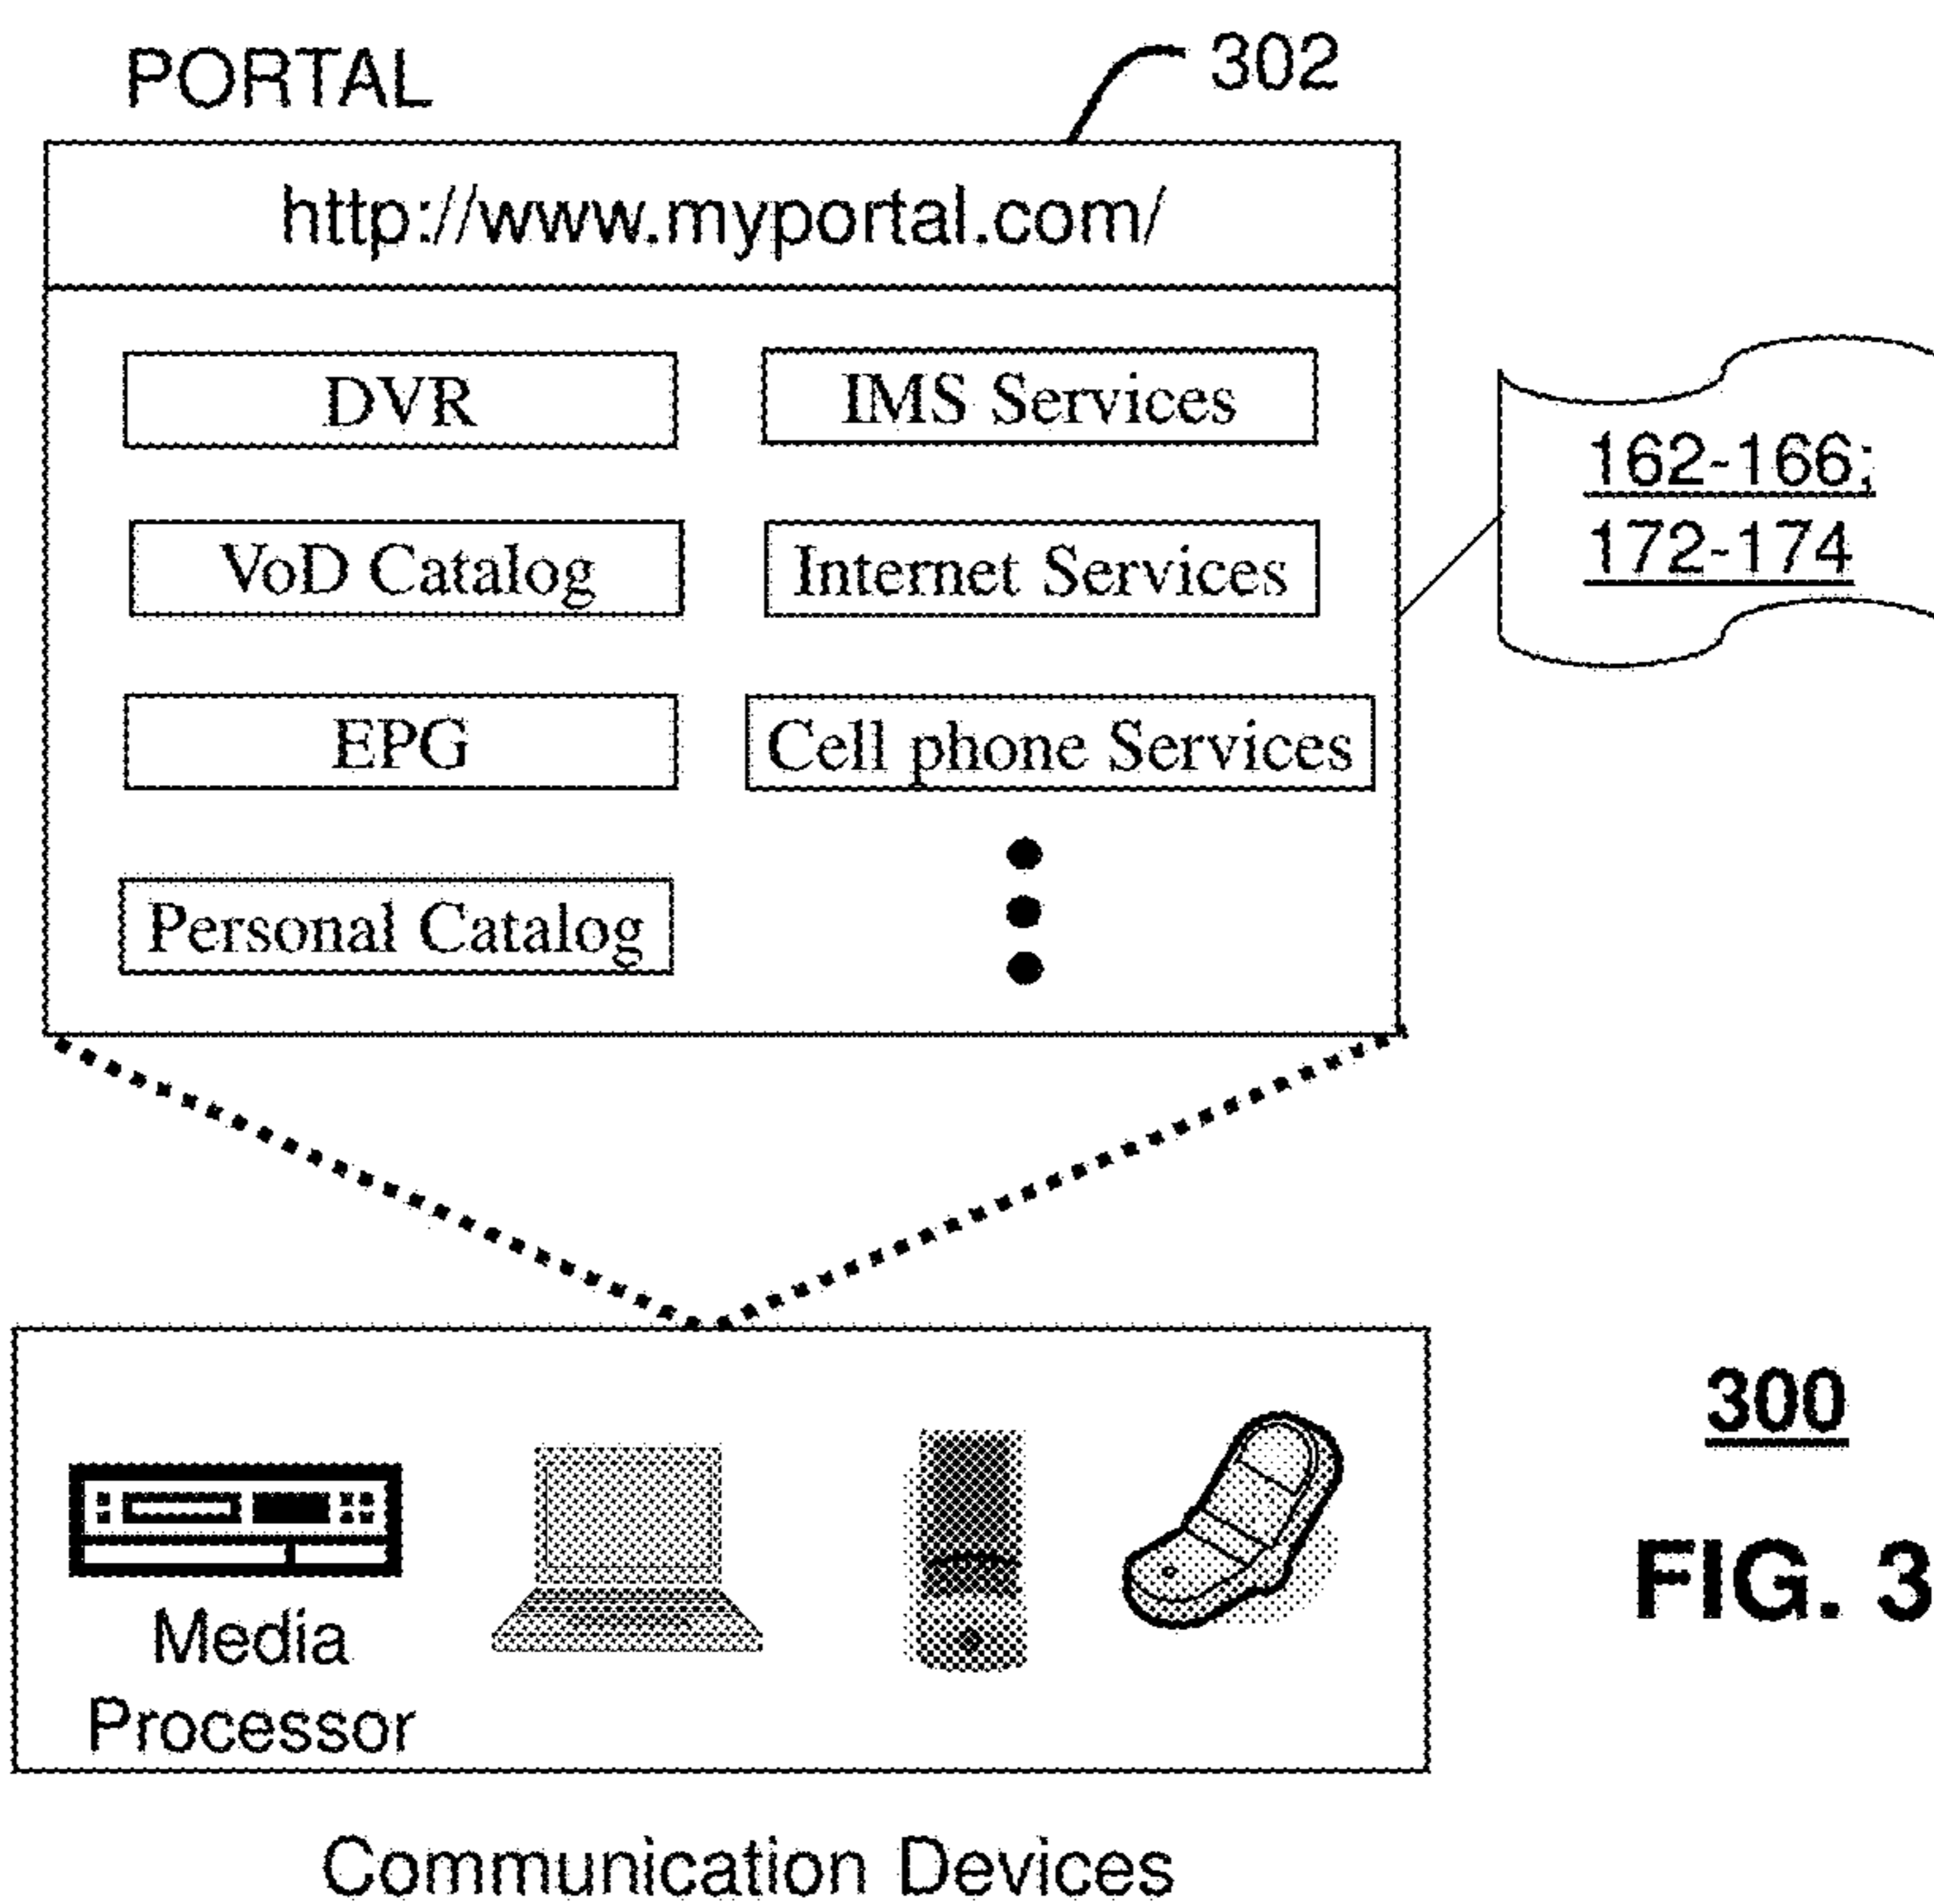 PORTAL
302
http://www.myportal.com/
DVR
IMS Services
VoD Catalog
Internet Services
EPG
Cell phone Services
Personal Catalog
162-166;
172-174
Media
Processor
Communication Devices
300
FIG. 3